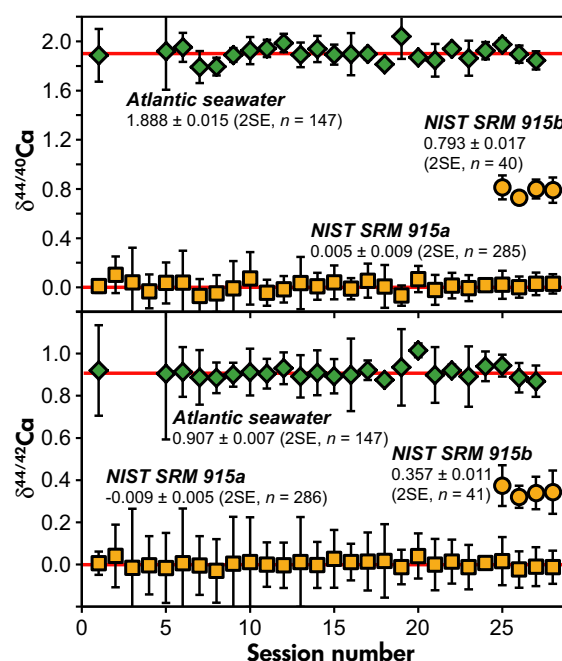 δ44/40Ca
2.0
1.6
1.2
0.8
0.4
0.0
Atlantic seawater
1.888 ± 0.015 (2SE, n = 147)
NIST SRM 915b
0.793 ± 0.017
(2SE, n = 40)
NIST SRM 915a
0.005 ± 0.009 (2SE, n = 285)
δ44/42Ca
1.0
0.8
0.6
0.4
0.2
0.0
Atlantic seawater
0.907 ± 0.007 (2SE, n = 147)
NIST SRM 915b
0.357 ± 0.011
(2SE, n = 41)
NIST SRM 915a
-0.009 ± 0.005 (2SE, n = 286)
0 5 10 15 20 25
Session number